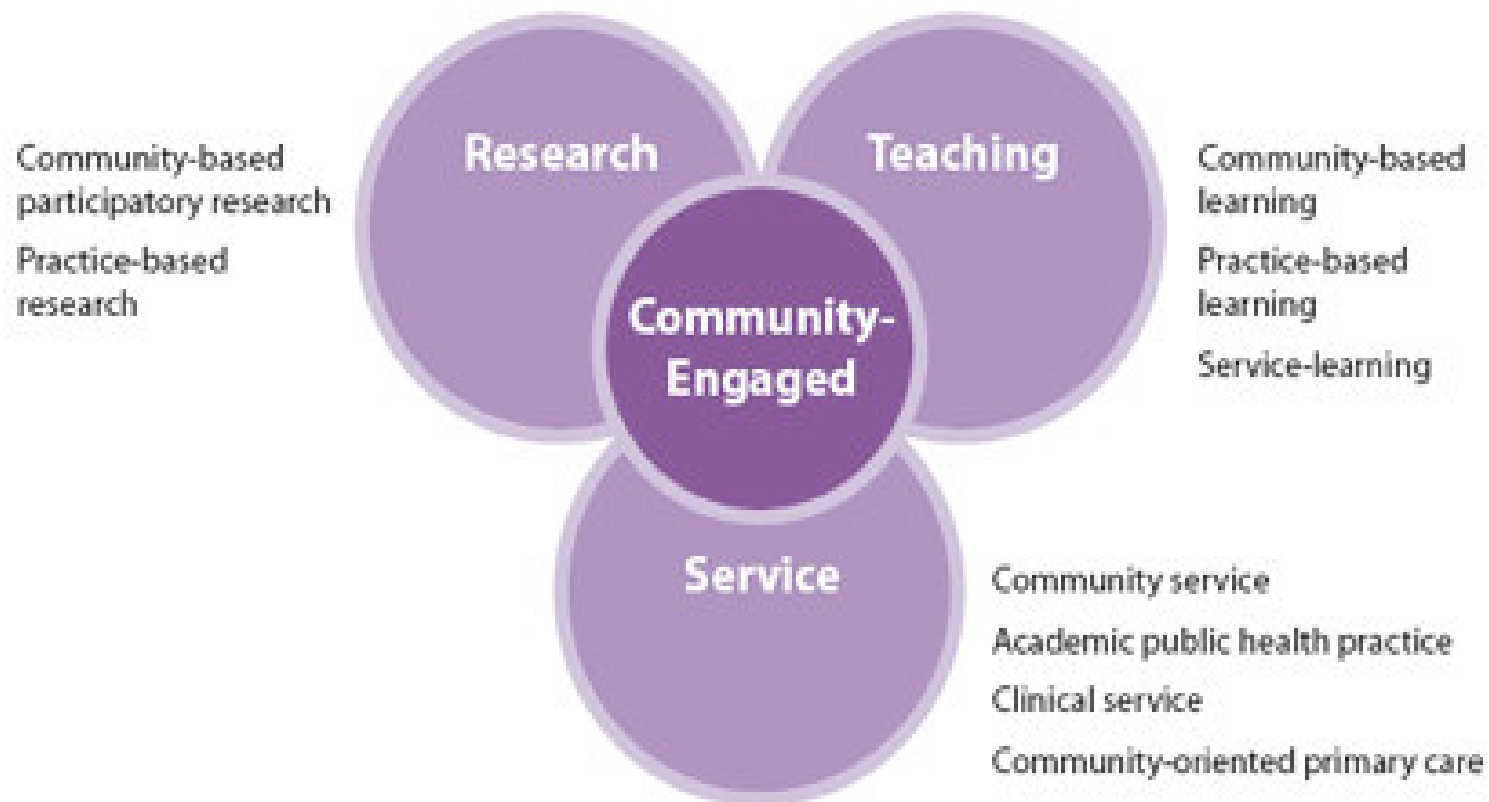 Research
Teaching
Community-based
participatory research
Practice-based
research
Community-based
learning
Practice-based
learning
Service-learning
Community-
Engaged
Service
Community service
Academic public health practice
Clinical service
Community-oriented primary care